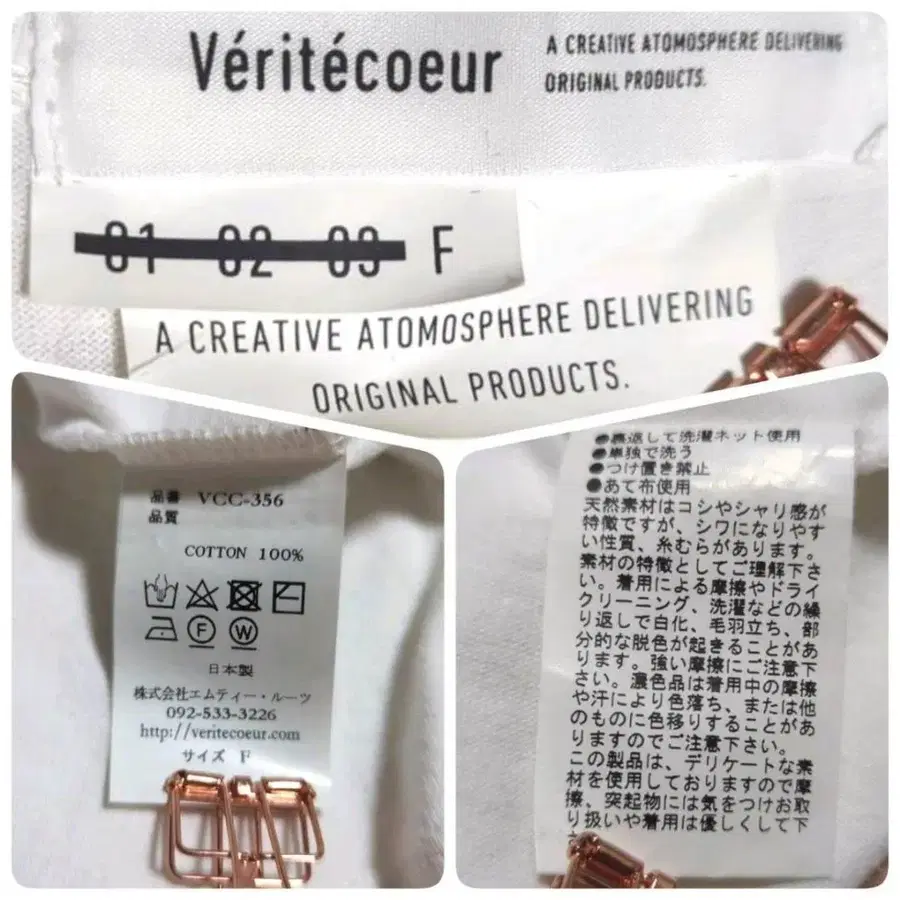 Véritécoeur
A CREATIVE ATOMOSPHERE DELIVERING
ORIGINAL PRODUCTS.
01 02 03 F
A CREATIVE ATOMOSPHERE DELIVERING
ORIGINAL PRODUCTS.
品番 VCC-356
品質
COTTON 100%
F W
日本製
株式会社エムティー・ルーツ
092-533-3226
http://veritecoeur.com
サイズ F
●裏返して洗濯ネット使用
●単独で洗う
●つけ置き禁止
●あて布使用
天然素材はコシやシャリ感が
特徴ですが、シワになりやす
い性質、糸むらがあります。
素材の特徴としてご理解下さ
い。着用による摩擦やドライ
クリーニング、洗濯などの繰
り返しで白化、毛羽立ち、部
分的な脱色が起きることがあ
ります。強い摩擦にご注意下
さい。濃色品は着用中の摩擦
や汗により色落ち、または他
のものに色移りすることがあ
りますのでご注意下さい。
この製品は、デリケートな素
材を使用しておりますので摩
擦、突起物には気をつけお取
り扱いや着用は優しくして下